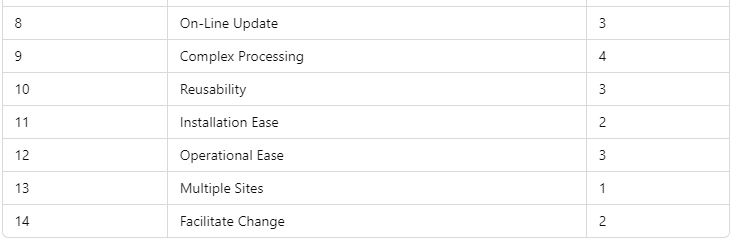 8 On-Line Update 3
9 Complex Processing 4
10 Reusability 3
11 Installation Ease 2
12 Operational Ease 3
13 Multiple Sites 1
14 Facilitate Change 2